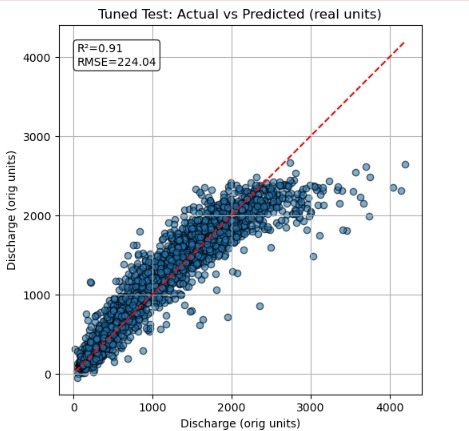 Tuned Test: Actual vs Predicted (real units)
R²=0.91
RMSE=224.04
4000
3000
2000
1000
0
Discharge (orig units)
0 1000 2000 3000 4000
Discharge (orig units)